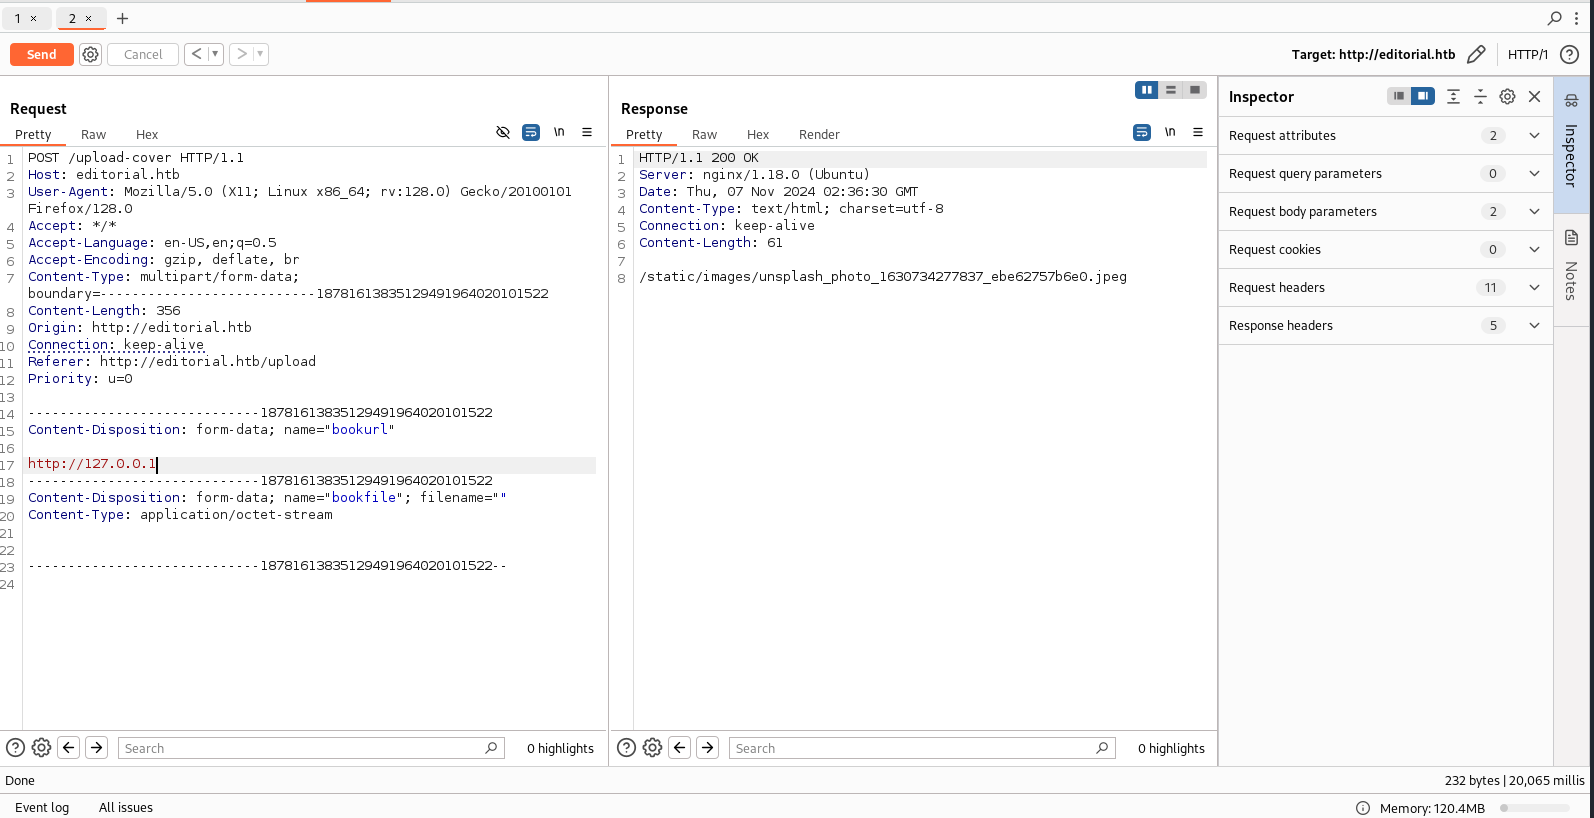 1 × 2 × +
Send Cancel < ▾ > ▾ Target: http://editorial.htb HTTP/1 ?
Request
Pretty Raw Hex \n
1 POST /upload-cover HTTP/1.1
2 Host: editorial.htb
3 User-Agent: Mozilla/5.0 (X11; Linux x86_64; rv:128.0) Gecko/20100101
Firefox/128.0
4 Accept: */*
5 Accept-Language: en-US,en;q=0.5
6 Accept-Encoding: gzip, deflate, br
7 Content-Type: multipart/form-data;
boundary=---------------------------187816138351294919640201015​22
8 Content-Length: 356
9 Origin: http://editorial.htb
10 Connection: keep-alive
11 Referer: http://editorial.htb/upload
12 Priority: u=0
13
14 -----------------------------18781613835129491964020101522
15 Content-Disposition: form-data; name="bookurl"
16
17 http://127.0.0.1
18 -----------------------------18781613835129491964020101522
19 Content-Disposition: form-data; name="bookfile"; filename=""
20 Content-Type: application/octet-stream
21
22
23 -----------------------------18781613835129491964020101522--
24
Search 0 highlights
Response
Pretty Raw Hex Render \n
1 HTTP/1.1 200 OK
2 Server: nginx/1.18.0 (Ubuntu)
3 Date: Thu, 07 Nov 2024 02:36:30 GMT
4 Content-Type: text/html; charset=utf-8
5 Connection: keep-alive
6 Content-Length: 61
7
8 /static/images/unsplash_photo_1630734277837_ebe62757b6e0.jpeg
Search 0 highlights
Inspector
Request attributes 2
Request query parameters 0
Request body parameters 2
Request cookies 0
Request headers 11
Response headers 5
Inspector
Notes
Done 232 bytes | 20,065 millis
Event log All issues Memory: 120.4MB